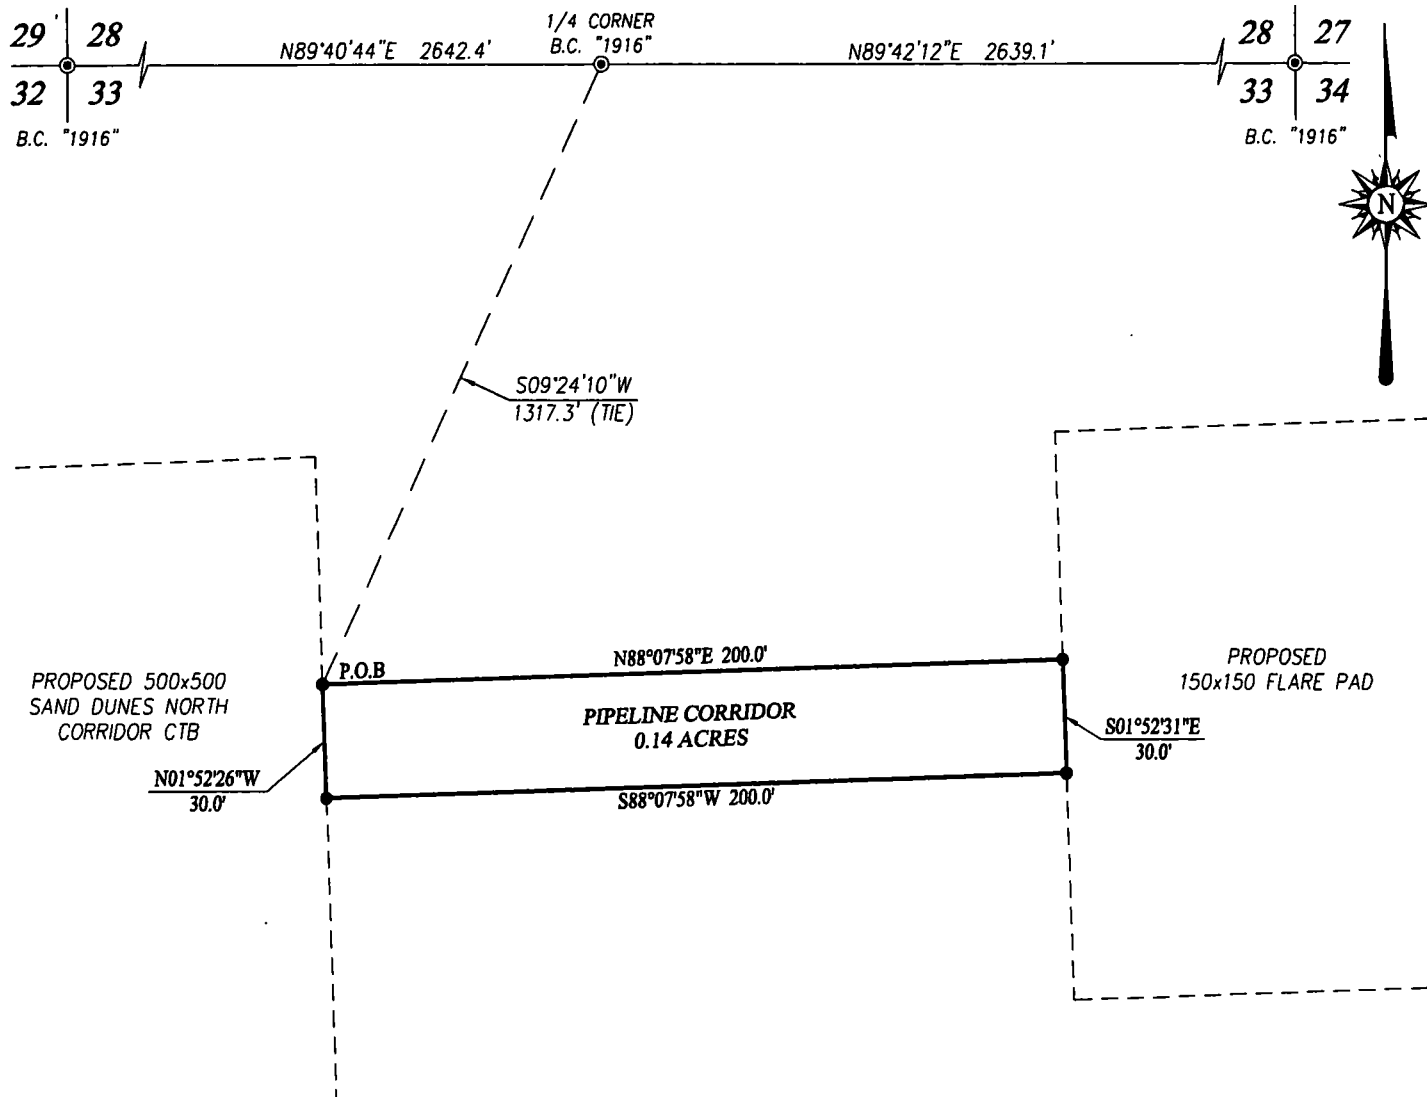 1/4 CORNER
B.C. "1916"
29 28
32 33
B.C. "1916"
N89°40'44"E 2642.4'
N89°42'12"E 2639.1'
28 27
33 34
B.C. "1916"
N
S09°24'10"W
1317.3' (TIE)
P.O.B
N88°07'58"E 200.0'
PROPOSED 500x500
SAND DUNES NORTH
CORRIDOR CTB
PIPELINE CORRIDOR
0.14 ACRES
PROPOSED
150x150 FLARE PAD
S01°52'31"E
30.0'
N01°52'26"W
30.0'
S88°07'58"W 200.0'